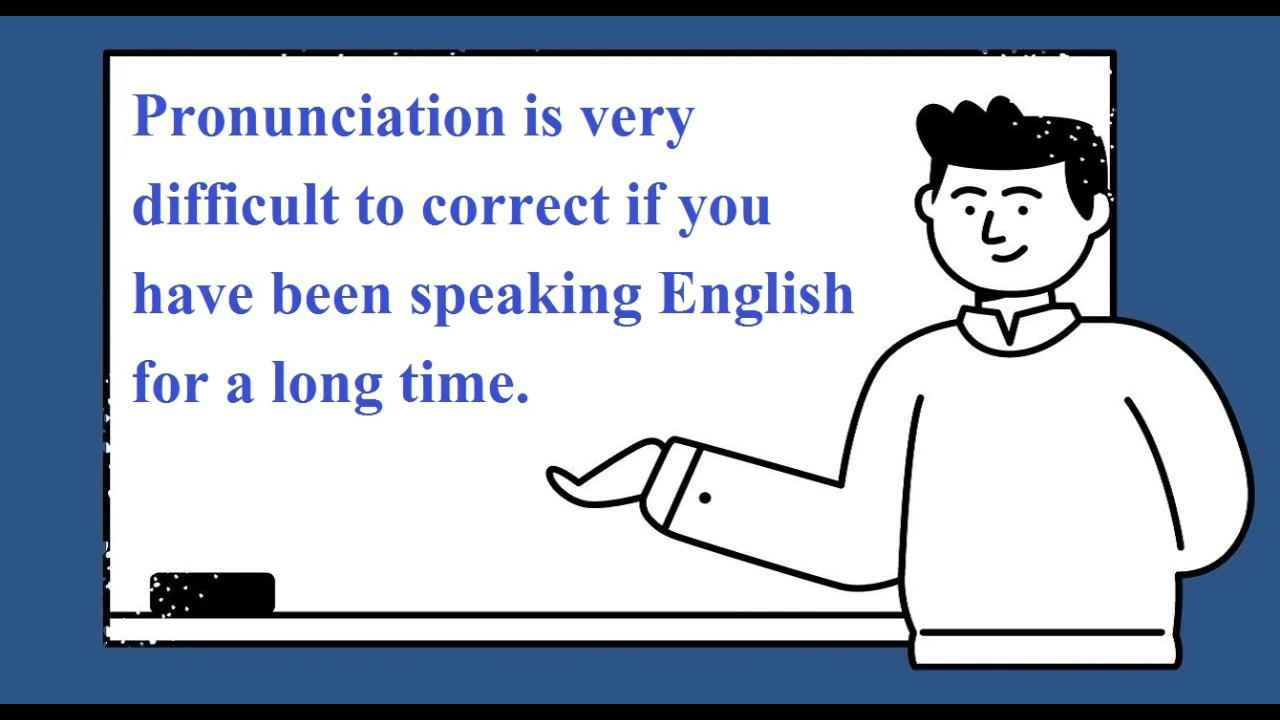 Pronunciation is very
difficult to correct if you
have been speaking English
for a long time.